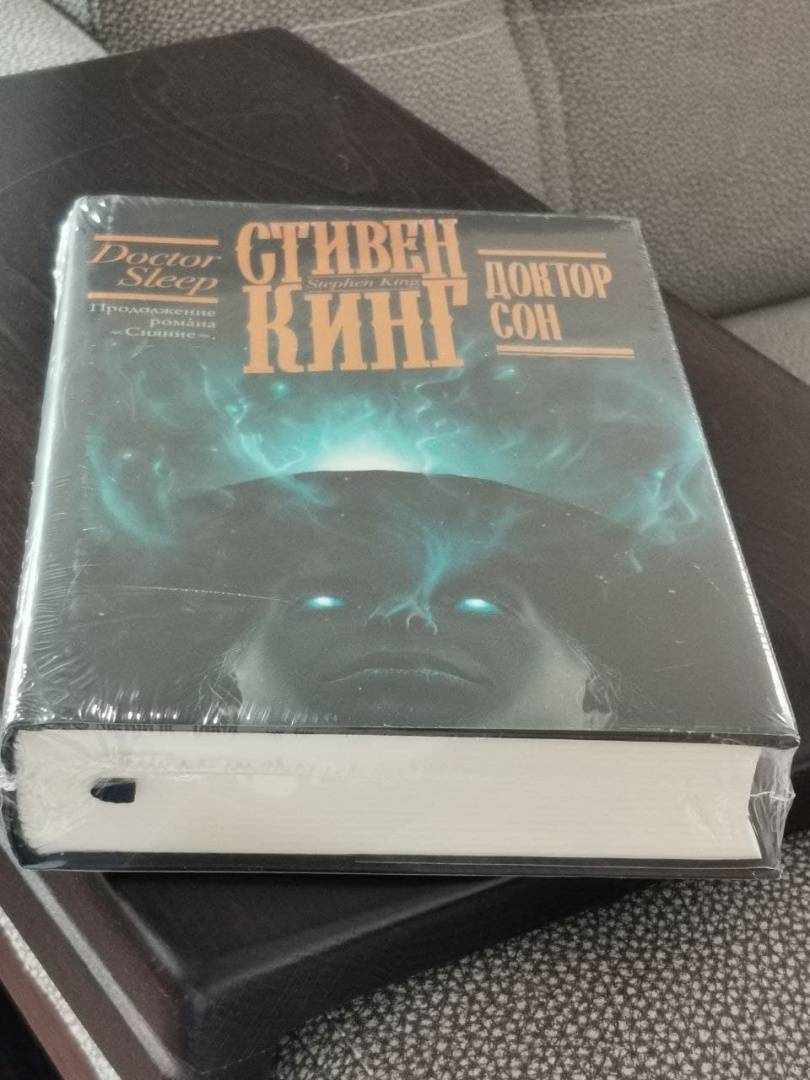 Doctor
Sleep
Продолжение
романа
«Сияние».
СТИВЕН
Stephen King
КИНГ
ДОКТОР
СОН